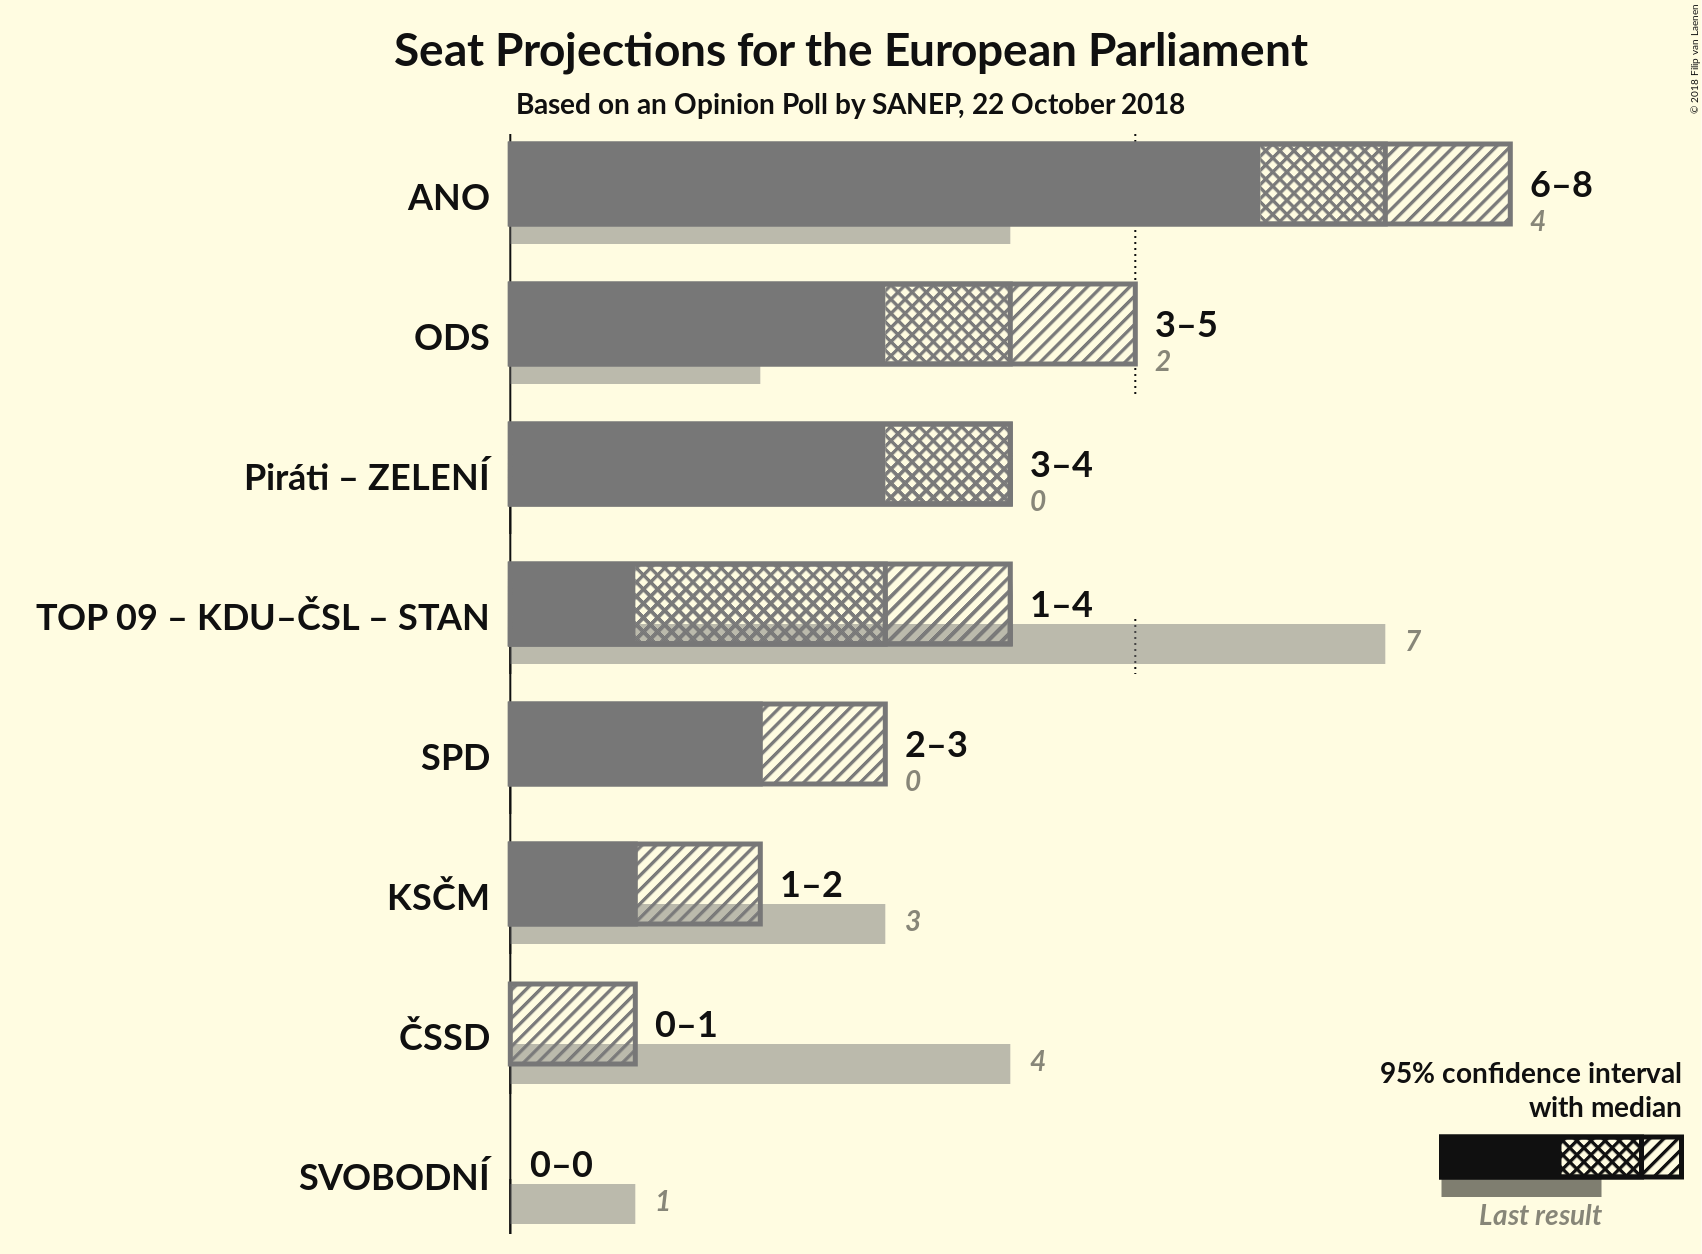 Seat Projections for the European Parliament
Based on an Opinion Poll by SANEP, 22 October 2018
© 2018 Filip van Laenen
ANO
6–8
4
ODS
3–5
2
Piráti – ZELENÍ
3–4
0
TOP 09 – KDU–ČSL – STAN
1–4
7
SPD
2–3
0
KSČM
1–2
3
ČSSD
0–1
4
SVOBODNÍ
0–0
1
95% confidence interval
with median
Last result